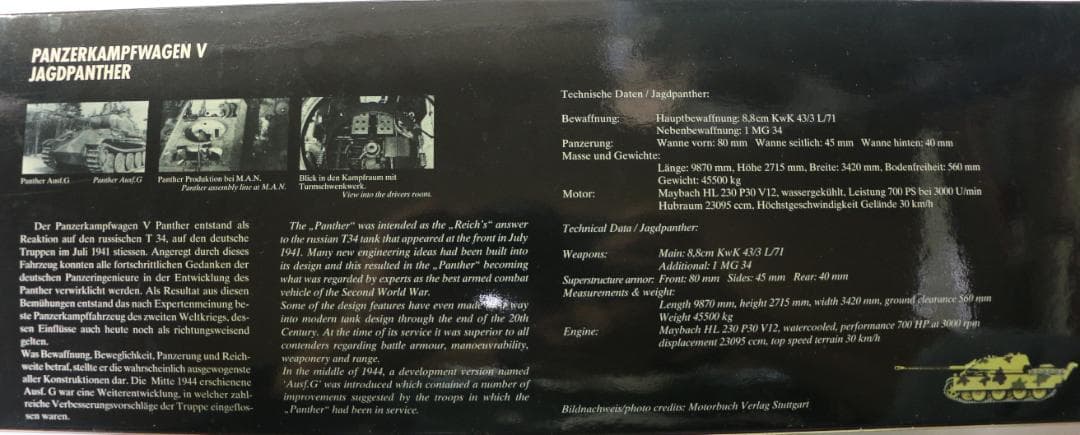 PANZERKAMPFWAGEN V
JAGDPANTHER
Panther Ausf.G Panther Ausf.G
Panther Produktion bei M.A.N.
Panther assembly line at M.A.N.
Blick in den Kampfraum mit
Turmschwenkwerk.
View into the drivers room.
Der Panzerkampfwagen V Panther entstand als
Reaktion auf den russischen T 34, auf den deutsche
Truppen im Juli 1941 stiessen. Angeregt durch dieses
Fahrzeug konnten alle fortschrittlichen Gedanken der
deutschen Panzeringenieure in der Entwicklung des
Panther verwirklicht werden. Als Resultat aus diesen
Bemühungen entstand das nach Expertenmeinung be-
ste Panzerkampffahrzeug des zweiten Weltkriegs, des-
sen Einflüsse auch heute noch als richtungsweisend
gelten.
Was Bewaffnung, Beweglichkeit, Panzerung und Reich-
weite betraf, stellte er die wahrscheinlich ausgewogenste
aller Konstruktionen dar. Die Mitte 1944 erschienene
Ausf. G war eine Weiterentwicklung, in welcher zahl-
reiche Verbesserungsvorschläge der Truppe eingeflos-
sen waren.
The „Panther" was intended as the „Reich's" answer
to the russian T34 tank that appeared at the front in July
1941. Many new engineering ideas had been built into
its design and this resulted in the „Panther" becoming
what was regarded by experts as the best armed combat
vehicle of the Second World War.
Some of the design features have even made way
into modern tank design through the end of the 20th
Century. At the time of its service it was superior to all
contenders regarding battle armour, manoeuvrability,
weaponery and range.
In the middle of 1944, a development version named
'Ausf.G' was introduced which contained a number of
improvements suggested by the troops in which the
„Panther" had been in service.
Technische Daten / Jagdpanther:
Bewaffnung: Hauptbewaffnung: 8,8cm KwK 43/3 L/71
Nebenbewaffnung: 1 MG 34
Panzerung: Wanne vorn: 80 mm Wanne seitlich: 45 mm Wanne hinten: 40 mm
Masse und Gewichte:
Länge: 9870 mm, Höhe 2715 mm, Breite: 3420 mm, Bodenfreiheit: 560 mm
Gewicht: 45500 kg
Motor: Maybach HL 230 P30 V12, wassergekühlt, Leistung 700 PS bei 3000 U/min
Hubraum 23095 ccm, Höchstgeschwindigkeit Gelände 30 km/h
Technical Data / Jagdpanther:
Weapons: Main: 8,8cm KwK 43/3 L/71
Additional: 1 MG 34
Superstructure armor: Front: 80 mm Sides: 45 mm Rear: 40 mm
Measurements & weight:
Length 9870 mm, height 2715 mm, width 3420 mm, ground clearance 560 mm
Weight 45500 kg
Engine: Maybach HL 230 P30 V12, watercooled, performance 700 HP at 3000 rpm
displacement 23095 ccm, top speed terrain 30 km/h
Bildnachweis/photo credits: Motorbuch Verlag Stuttgart